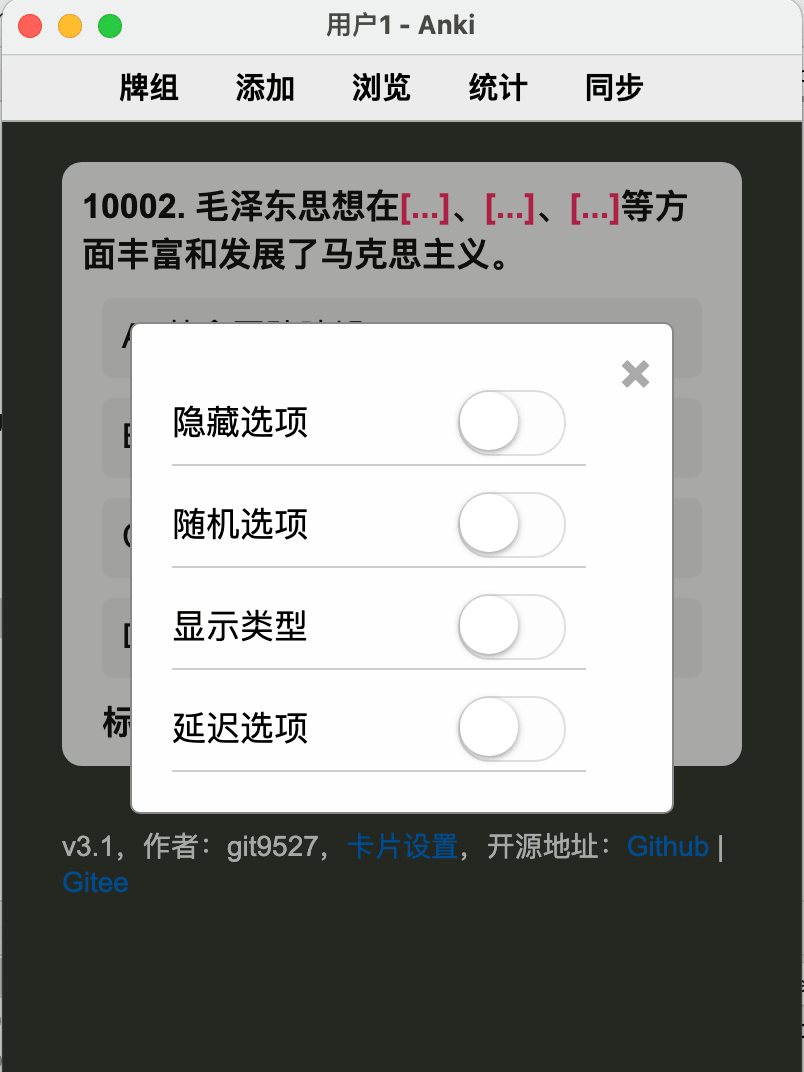 用户1 - Anki
牌组 添加 浏览 统计 同步
10002. 毛泽东思想在[...]、[...]、[...]等方
面丰富和发展了马克思主义。
隐藏选项
随机选项
显示类型
延迟选项
标
v3.1，作者：git9527，卡片设置，开源地址：Github |
Gitee